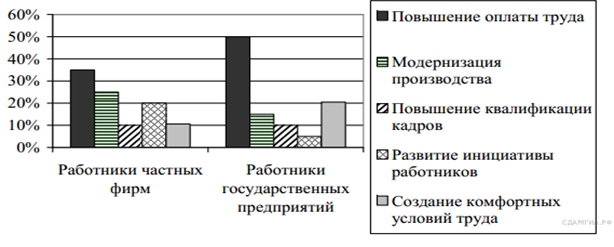 60%
50%
40%
30%
20%
10%
0%
Работники частных
фирм
Работники
государственных
предприятий
Повышение оплаты труда
Модернизация
производства
Повышение квалификации
кадров
Развитие инициативы
работников
Создание комфортных
условий труда
СДАМГИА.РФ